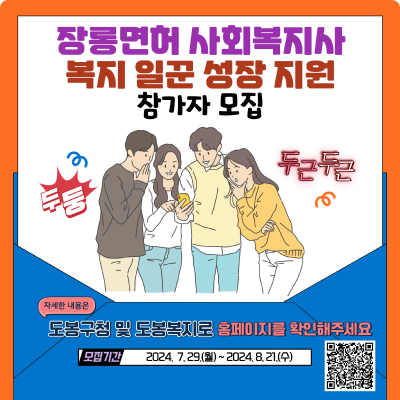 장롱면허 사회복지사
복지 일꾼 성장 지원
참가자 모집
두근두근
두둥
자세한 내용은
도봉구청 및 도봉복지로 홈페이지를 확인해주세요
모집기간 2024. 7. 29.(월) ~ 2024. 8. 21.(수)